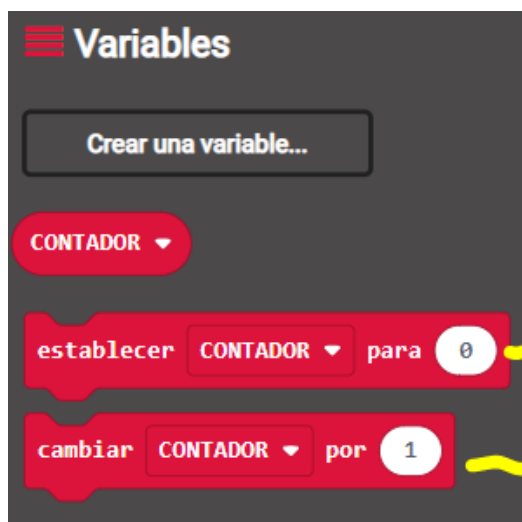 Variables
Crear una variable...
CONTADOR
establecer CONTADOR para 0
cambiar CONTADOR por 1